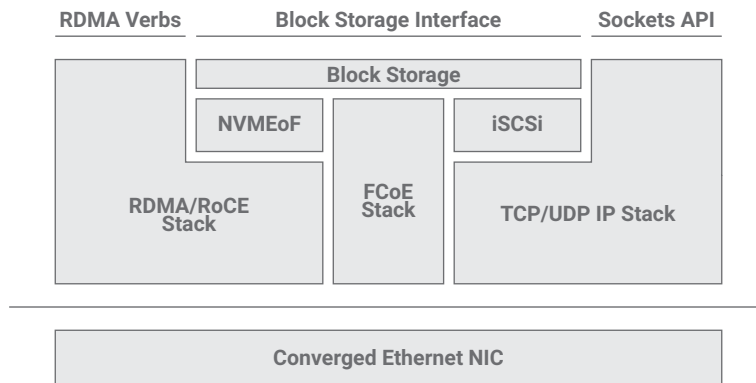 RDMA Verbs
Block Storage Interface
Sockets API
Block Storage
NVMEoF
iSCSi
RDMA/RoCE
Stack
FCoE
Stack
TCP/UDP IP Stack
Converged Ethernet NIC